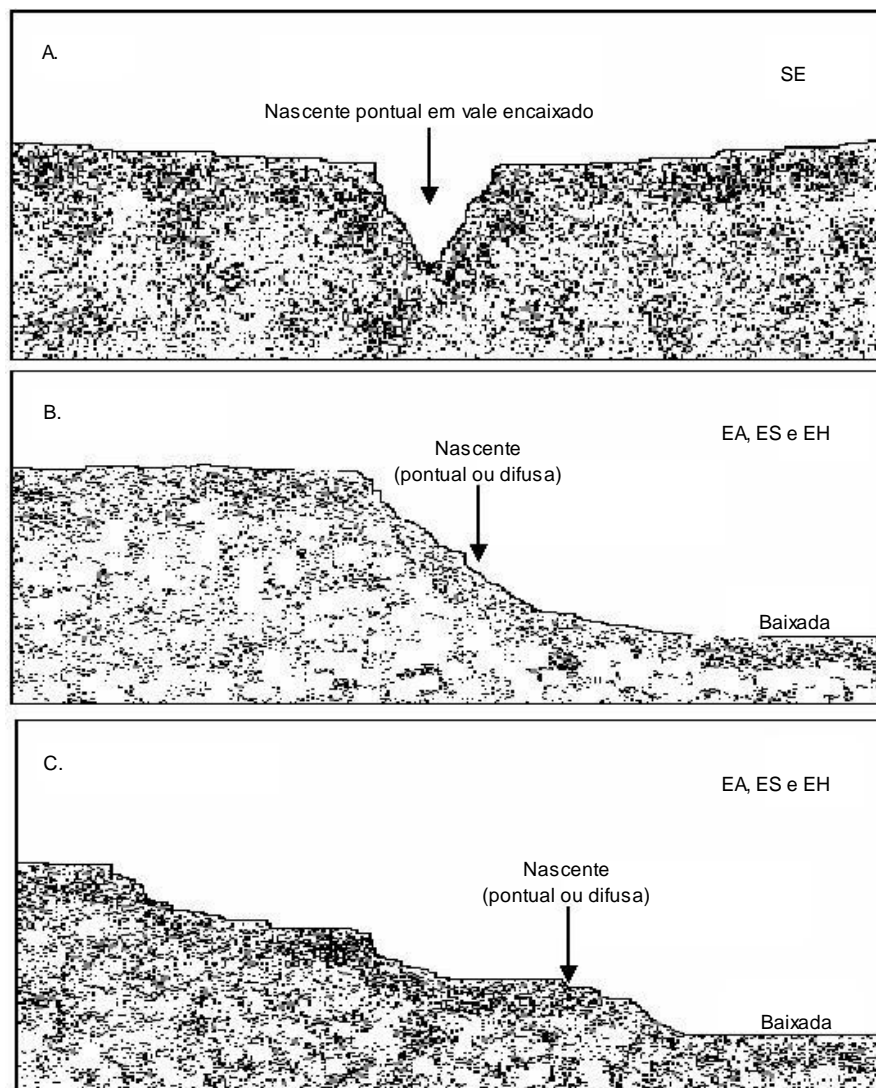 A.
SE
Nascente pontual em vale encaixado
B.
EA, ES e EH
Nascente
(pontual ou difusa)
Baixada
C.
EA, ES e EH
Nascente
(pontual ou difusa)
Baixada